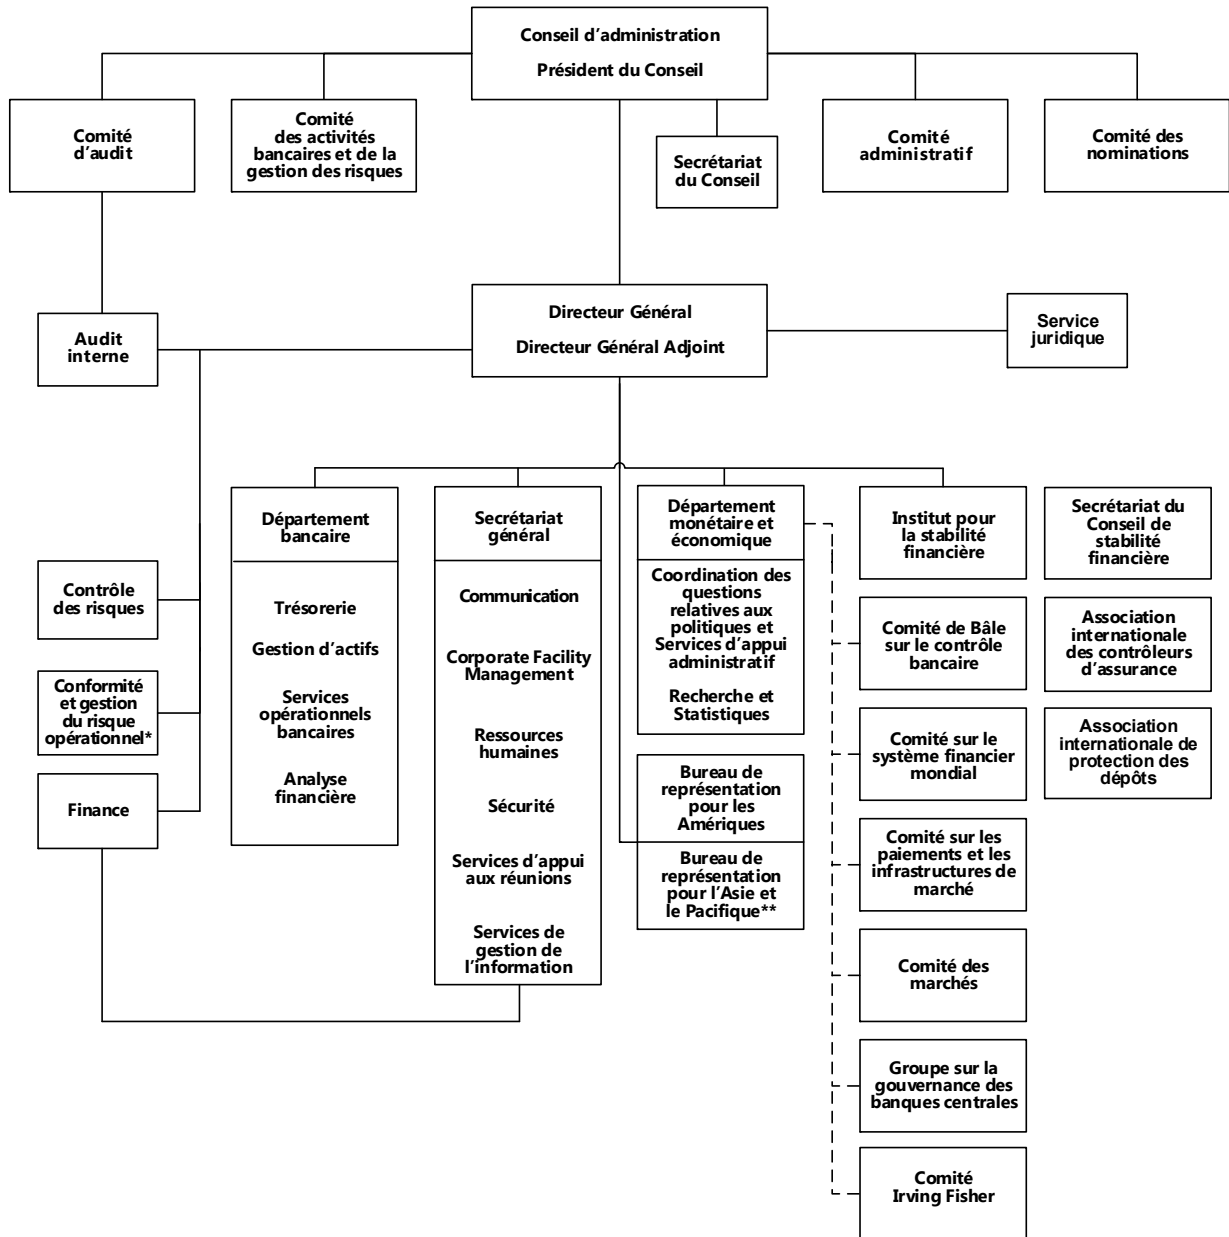 Conseil d'administration
Président du Conseil
Comité
d'audit
Comité
des activités
bancaires et de la
gestion des risques
Secrétariat
du Conseil
Comité
administratif
Comité des
nominations
Directeur Général
Directeur Général Adjoint
Audit
interne
Service
juridique
Département
bancaire
Trésorerie
Gestion d'actifs
Services
opérationnels
bancaires
Analyse
financière
Secrétariat
général
Communication
Corporate Facility
Management
Ressources
humaines
Sécurité
Services d'appui
aux réunions
Services de
gestion de
l'information
Département
monétaire et
économique
Coordination des
questions
relatives aux
politiques et
Services d'appui
administratif
Recherche et
Statistiques
Bureau de
représentation
pour les
Amériques
Bureau de
représentation
pour l'Asie et
le Pacifique**
Contrôle
des risques
Conformité
et gestion
du risque
opérationnel*
Finance
Institut pour
la stabilité
financière
Comité de Bâle
sur le contrôle
bancaire
Comité sur le
système financier
mondial
Comité sur les
paiements et les
infrastructures de
marché
Comité des
marchés
Groupe sur la
gouvernance des
banques centrales
Comité
Irving Fisher
Secrétariat du
Conseil de
stabilité
financière
Association
internationale
des contrôleurs
d'assurance
Association
internationale de
protection des
dépôts